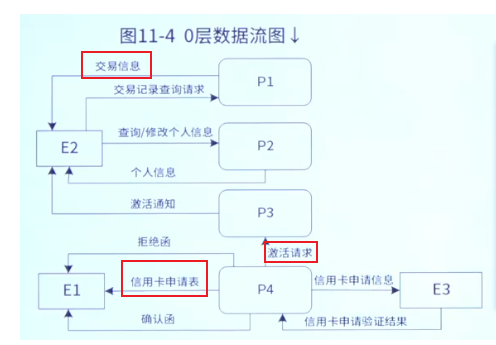 图11-4 0层数据流图↓
交易信息
P1
交易记录查询请求
查询/修改个人信息
E2
P2
个人信息
激活通知
P3
拒绝函
激活请求
信用卡申请表
信用卡申请信息
E1
P4
E3
确认函
信用卡申请验证结果